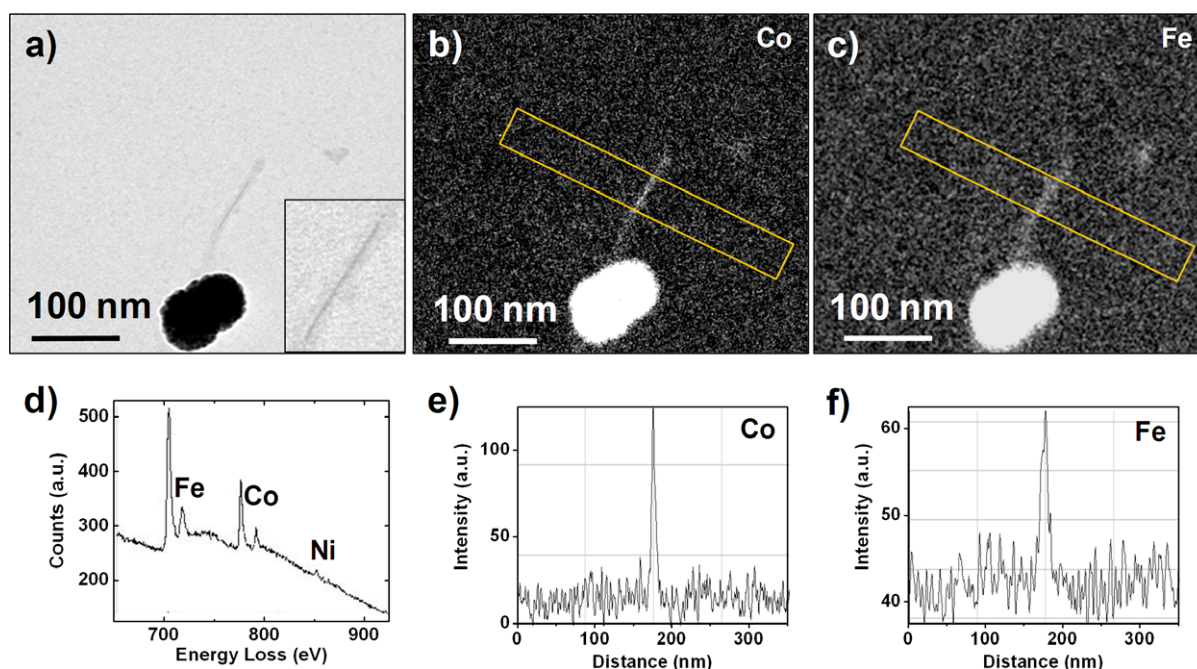 a)
100 nm
b)
Co
100 nm
c)
Fe
100 nm
d)
500
400
300
200
Counts (a.u.)
Fe
Co
Ni
700
800
900
Energy Loss (eV)
e)
Co
100
50
0
Intensity (a.u.)
0
100
200
300
Distance (nm)
f)
Fe
60
50
40
Intensity (a.u.)
0
100
200
300
Distance (nm)